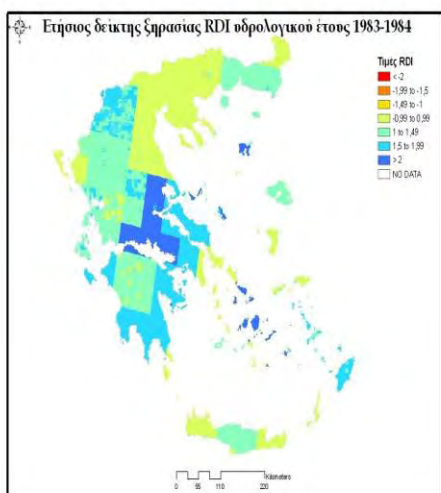 Ετήσιος δείκτης ξηρασίας RDI υδρολογικού έτους 1983-1984
Τιμές RDI
< -2
-1,99 to -1,5
-1,49 to -1
-0,99 to 0,99
1 to 1,49
1,5 to 1,99
> 2
NO DATA
Kilometers
0 55 110 220